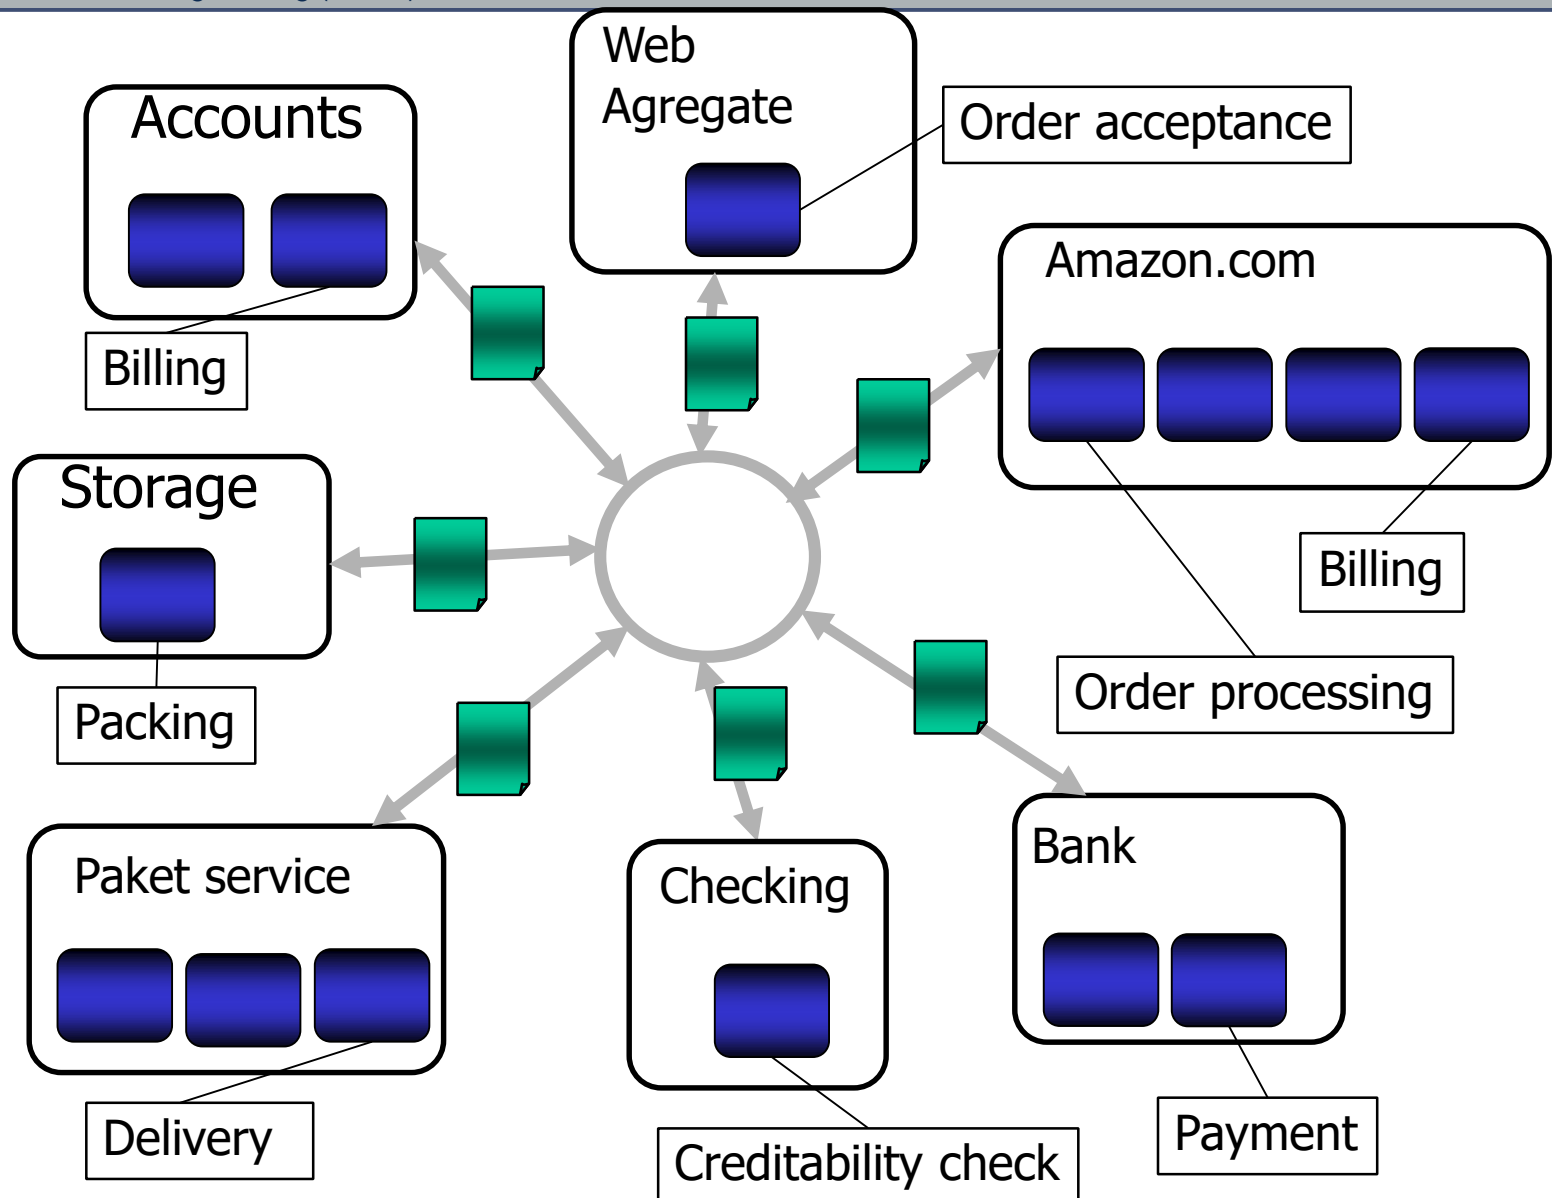 Web
Agregate
Accounts
Order acceptance
Amazon.com
Billing
Storage
Billing
Order processing
Packing
Bank
Paket service
Checking
Delivery
Payment
Creditability check